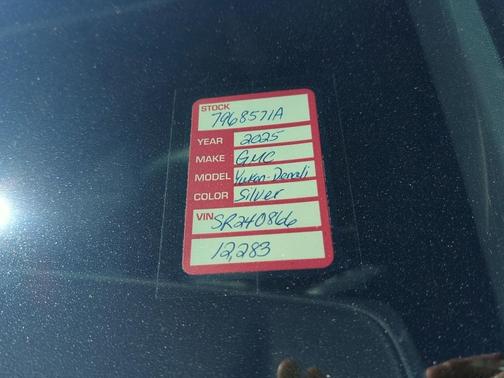 STOCK
7968571A
YEAR 2025
MAKE GMC
MODEL Yukon-Denali
COLOR Silver
VIN SR240866
12,283